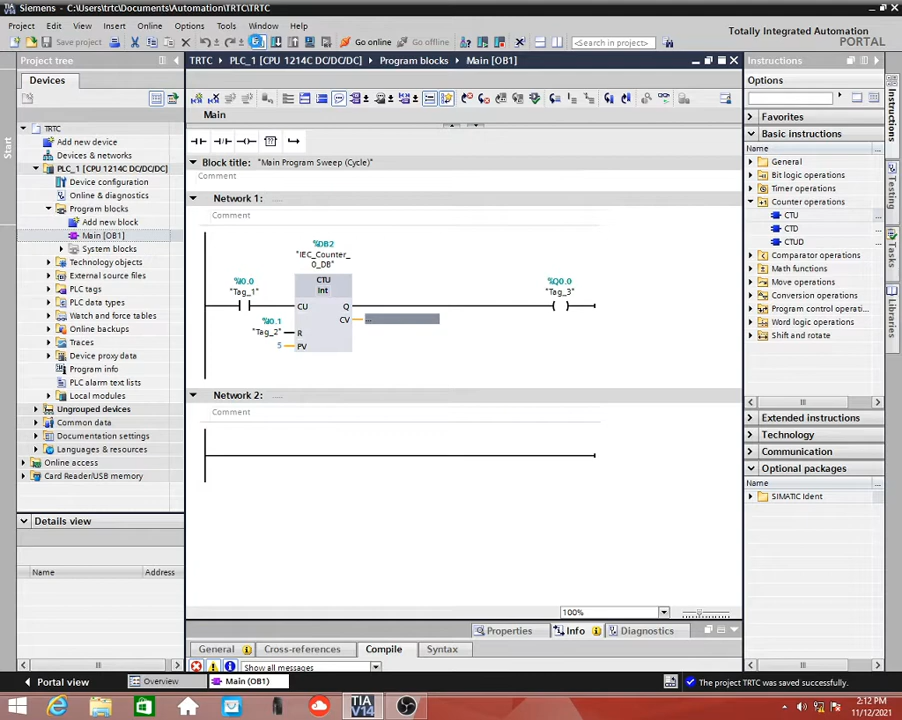 Siemens - C:\Users\trtc\Documents\Automation\TRTC\TRTC
Project Edit View Insert Online Options Tools Window Help
Totally Integrated Automation
PORTAL
Save project Go online Go offline <Search in project>
Project tree
TRTC › PLC_1 [CPU 1214C DC/DC/DC] › Program blocks › Main [OB1]
Instructions
Devices
Options
Start
Main
Favorites
Basic instructions
Name
General
Bit logic operations
Timer operations
Counter operations
CTU
CTD
CTUD
Comparator operations
Math functions
Move operations
Conversion operations
Program control operati...
Word logic operations
Shift and rotate
Extended instructions
Technology
Communication
Optional packages
Name
SIMATIC Ident
Instructions
Testing
Tasks
Libraries
TRTC
Add new device
Devices & networks
PLC_1 [CPU 1214C DC/DC/DC]
Device configuration
Online & diagnostics
Program blocks
Add new block
Main [OB1]
System blocks
Technology objects
External source files
PLC tags
PLC data types
Watch and force tables
Online backups
Traces
Device proxy data
Program info
PLC alarm text lists
Local modules
Ungrouped devices
Common data
Documentation settings
Languages & resources
Online access
Card Reader/USB memory
Details view
Name Address
Block title: "Main Program Sweep (Cycle)"
Comment
Network 1: .....
Comment
%DB2
"IEC_Counter_
0_DB"
%I0.0
"Tag_1"
CTU
Int
%Q0.0
"Tag_3"
CU Q
CV ...
%I0.1
"Tag_2" R
5 PV
Network 2: .....
Comment
100%
Properties Info Diagnostics
General Cross-references Compile Syntax
Show all messages
Portal view Overview Main (OB1) The project TRTC was saved successfully.
TIA
V14
2:12 PM
11/12/2021